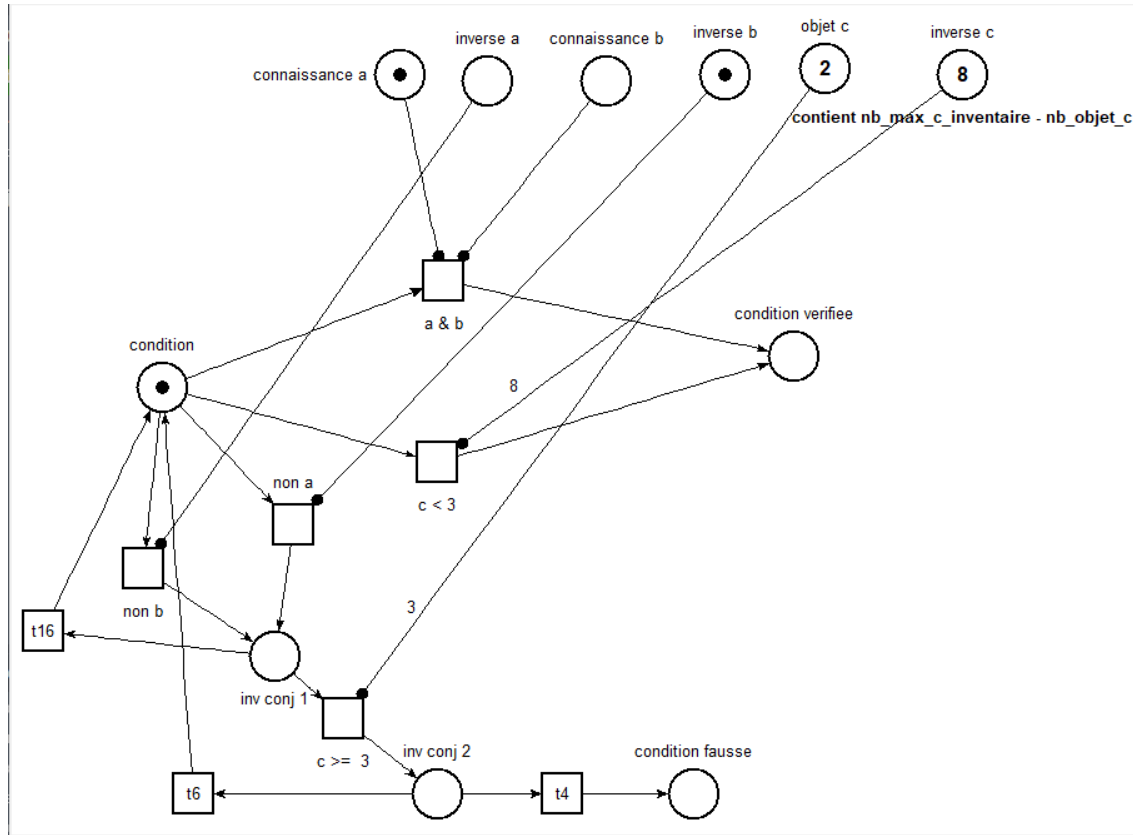 inverse a
connaissance b
inverse b
objet c
inverse c
connaissance a
2
8
contient nb_max_c_inventaire - nb_objet_c
a & b
condition verifiee
condition
8
non a
c < 3
non b
3
t16
inv conj 1
c >= 3
inv conj 2
condition fausse
t6
t4